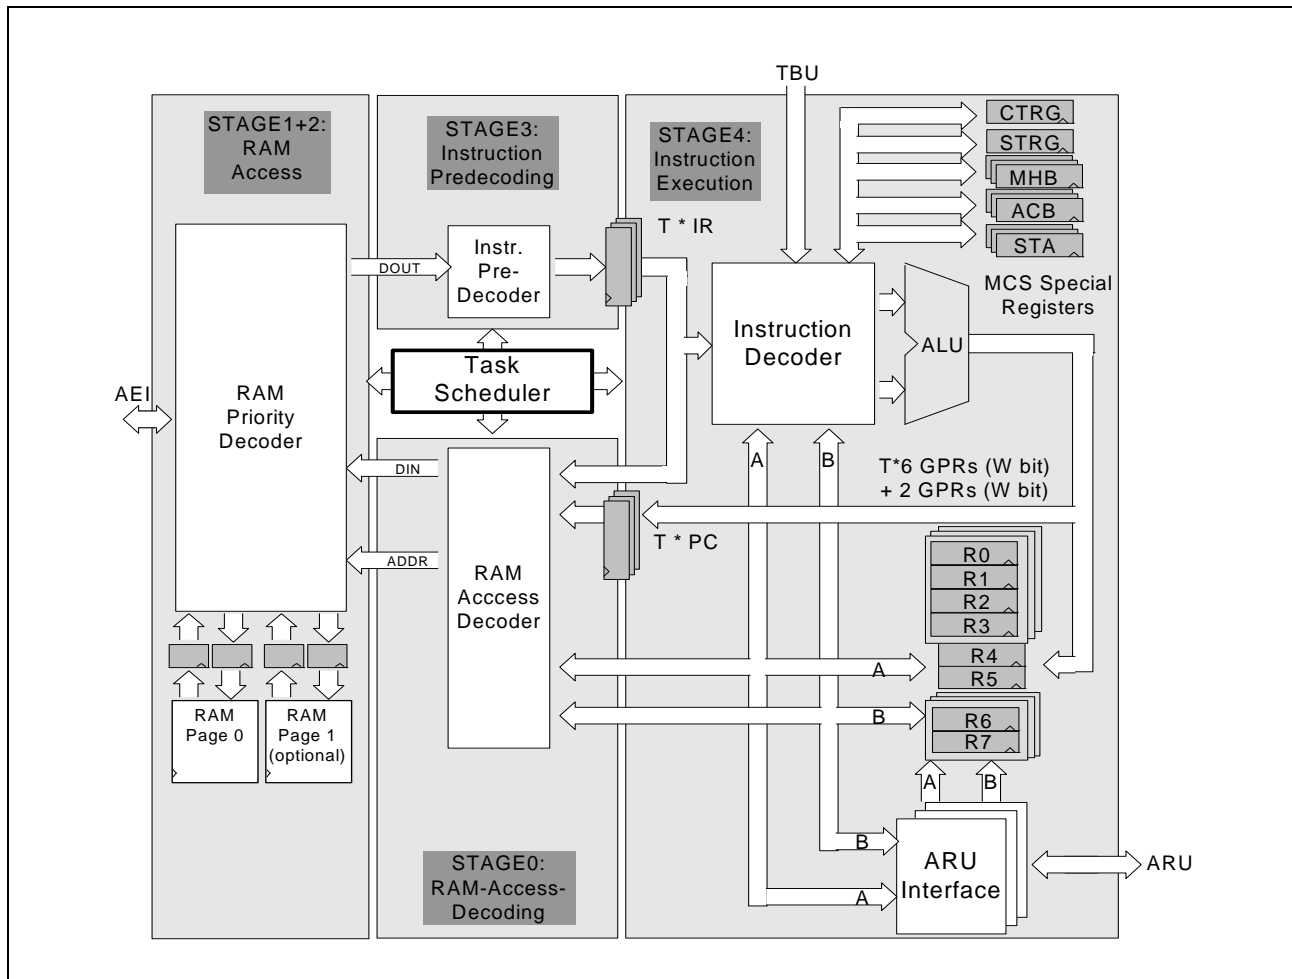 TBU
STAGE1+2:
RAM
Access
STAGE3:
Instruction
Predecoding
STAGE4:
Instruction
Execution
CTRG
STRG
MHB
ACB
STA
MCS Special
Registers
T * IR
DOUT
Instr.
Pre-
Decoder
Instruction
Decoder
ALU
Task
Scheduler
AEI
RAM
Priority
Decoder
DIN
ADDR
RAM
Acccess
Decoder
T * PC
A
B
T*6 GPRs (W bit)
+ 2 GPRs (W bit)
R0
R1
R2
R3
R4
R5
A
B
R6
R7
RAM
Page 0
RAM
Page 1
(optional)
A
B
B
A
ARU
Interface
ARU
STAGE0:
RAM-Access-
Decoding